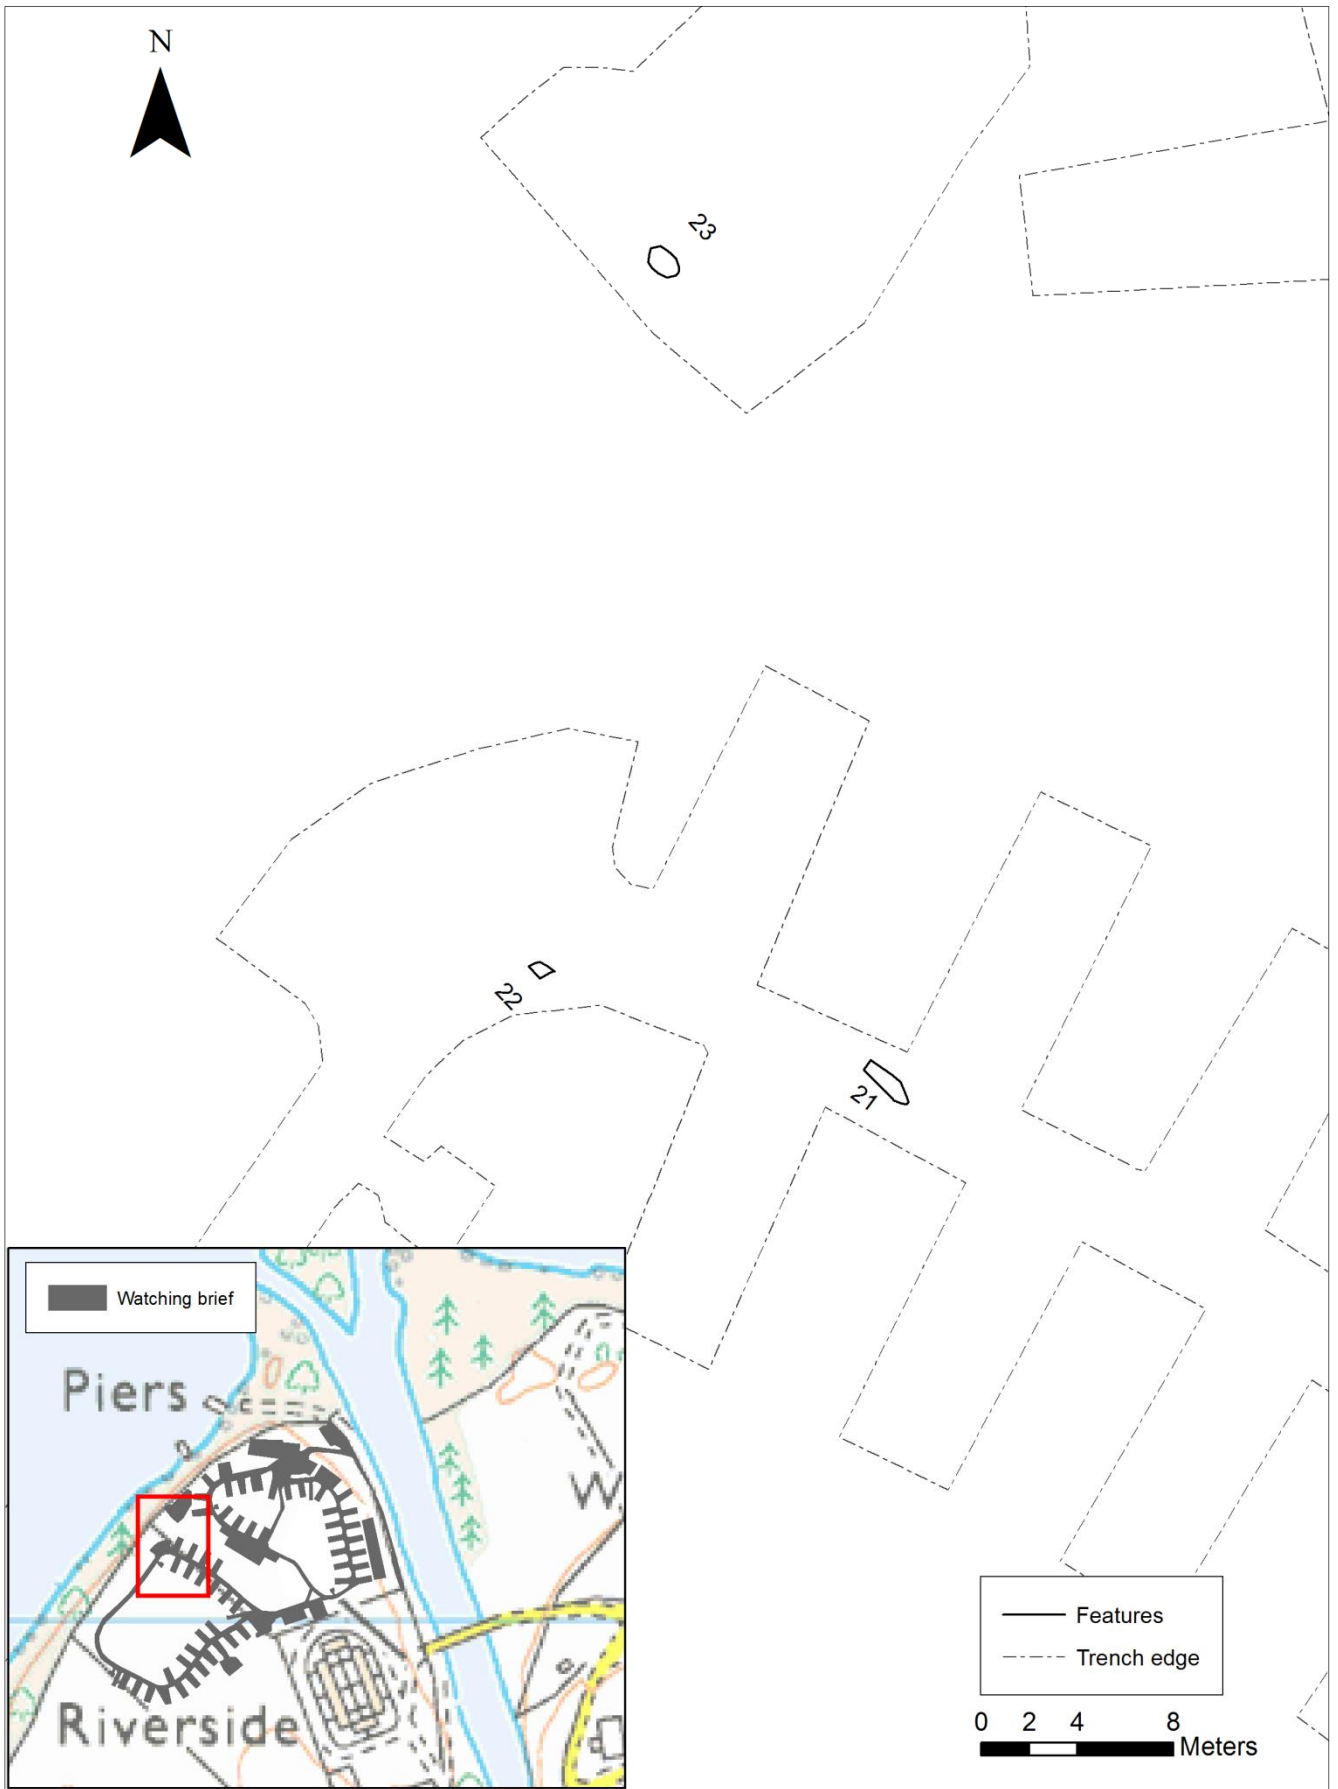 N
23
22
21
Watching brief
Piers
W
Riverside
Features
Trench edge
0 2 4 8
Meters